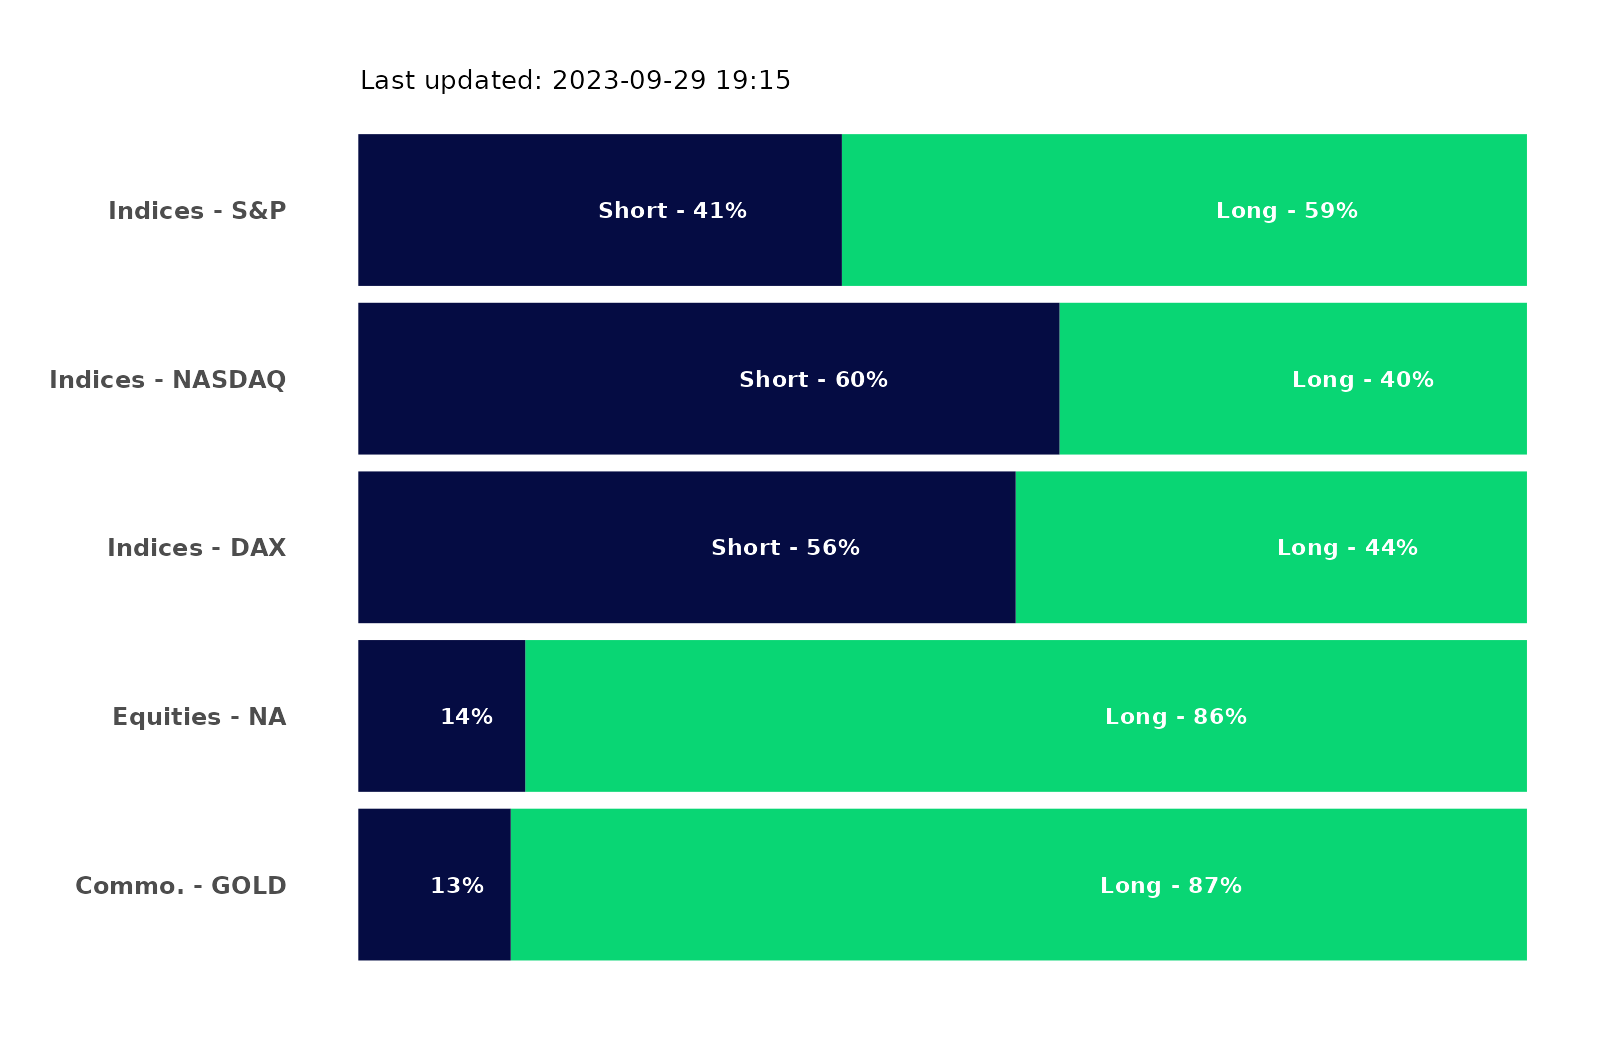 Last updated: 2023-09-29 19:15
Indices - S&P Short - 41% Long - 59%
Indices - NASDAQ Short - 60% Long - 40%
Indices - DAX Short - 56% Long - 44%
Equities - NA 14% Long - 86%
Commo. - GOLD 13% Long - 87%